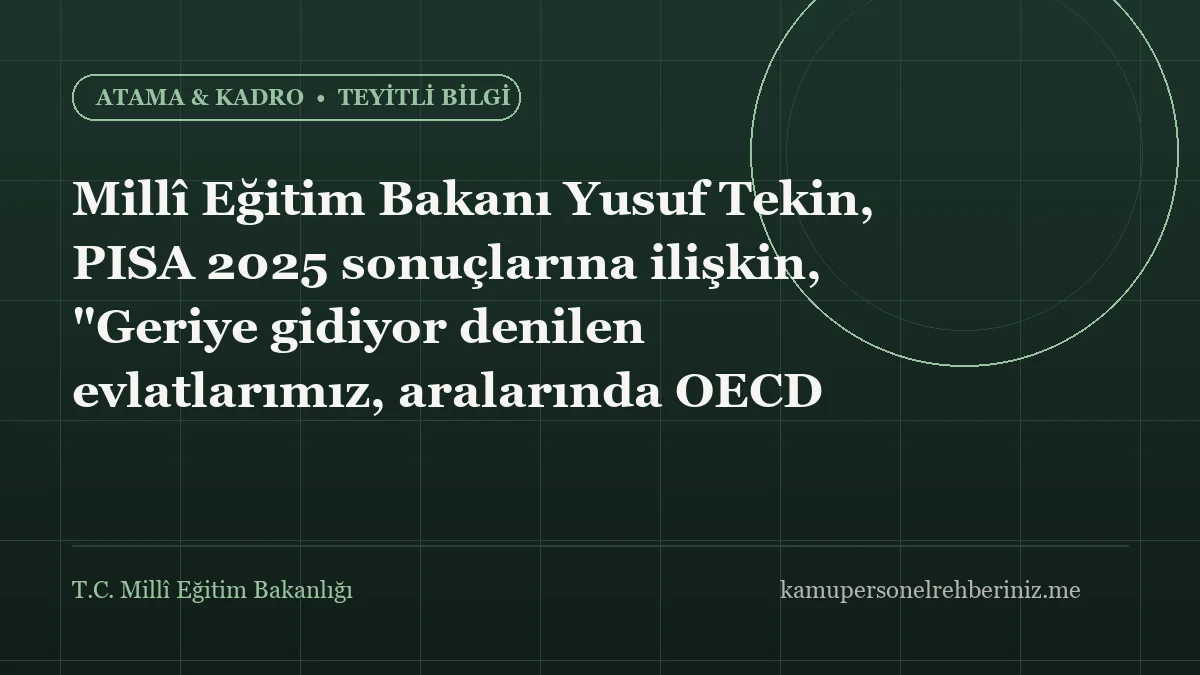 ATAMA & KADRO • TEYİTLİ BİLGİ
Millî Eğitim Bakanı Yusuf Tekin,
PISA 2025 sonuçlarına ilişkin,
"Geriye gidiyor denilen
evlatlarımız, aralarında OECD
T.C. Millî Eğitim Bakanlığı
kamupersonelrehberiniz.me